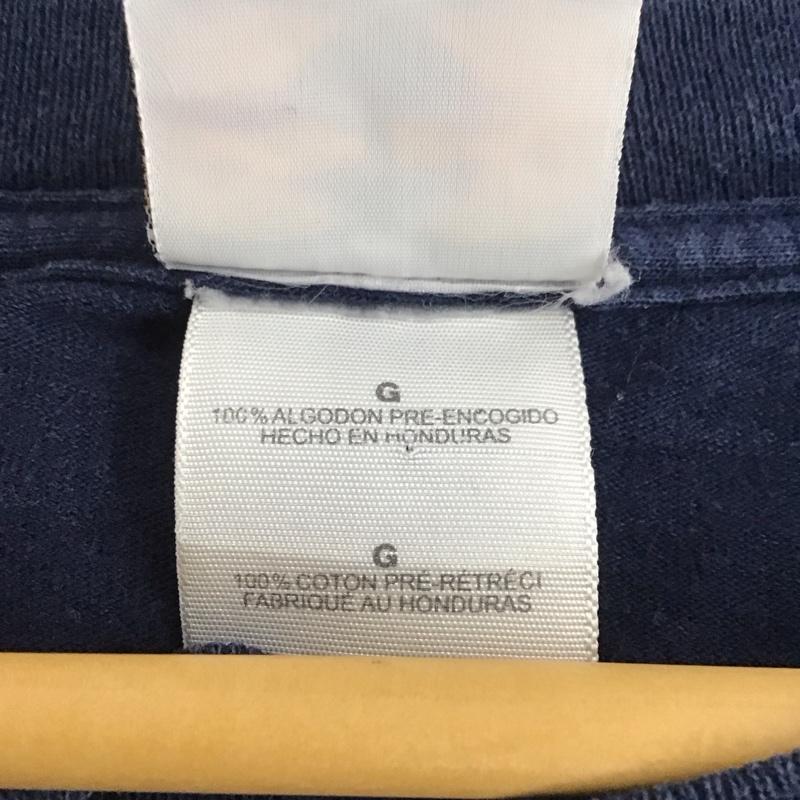 G
100% ALGODON PRE-ENCOGIDO
HECHO EN HONDURAS
G
100% COTON PRÉ-RÉTRÉCI
FABRIQUÉ AU HONDURAS